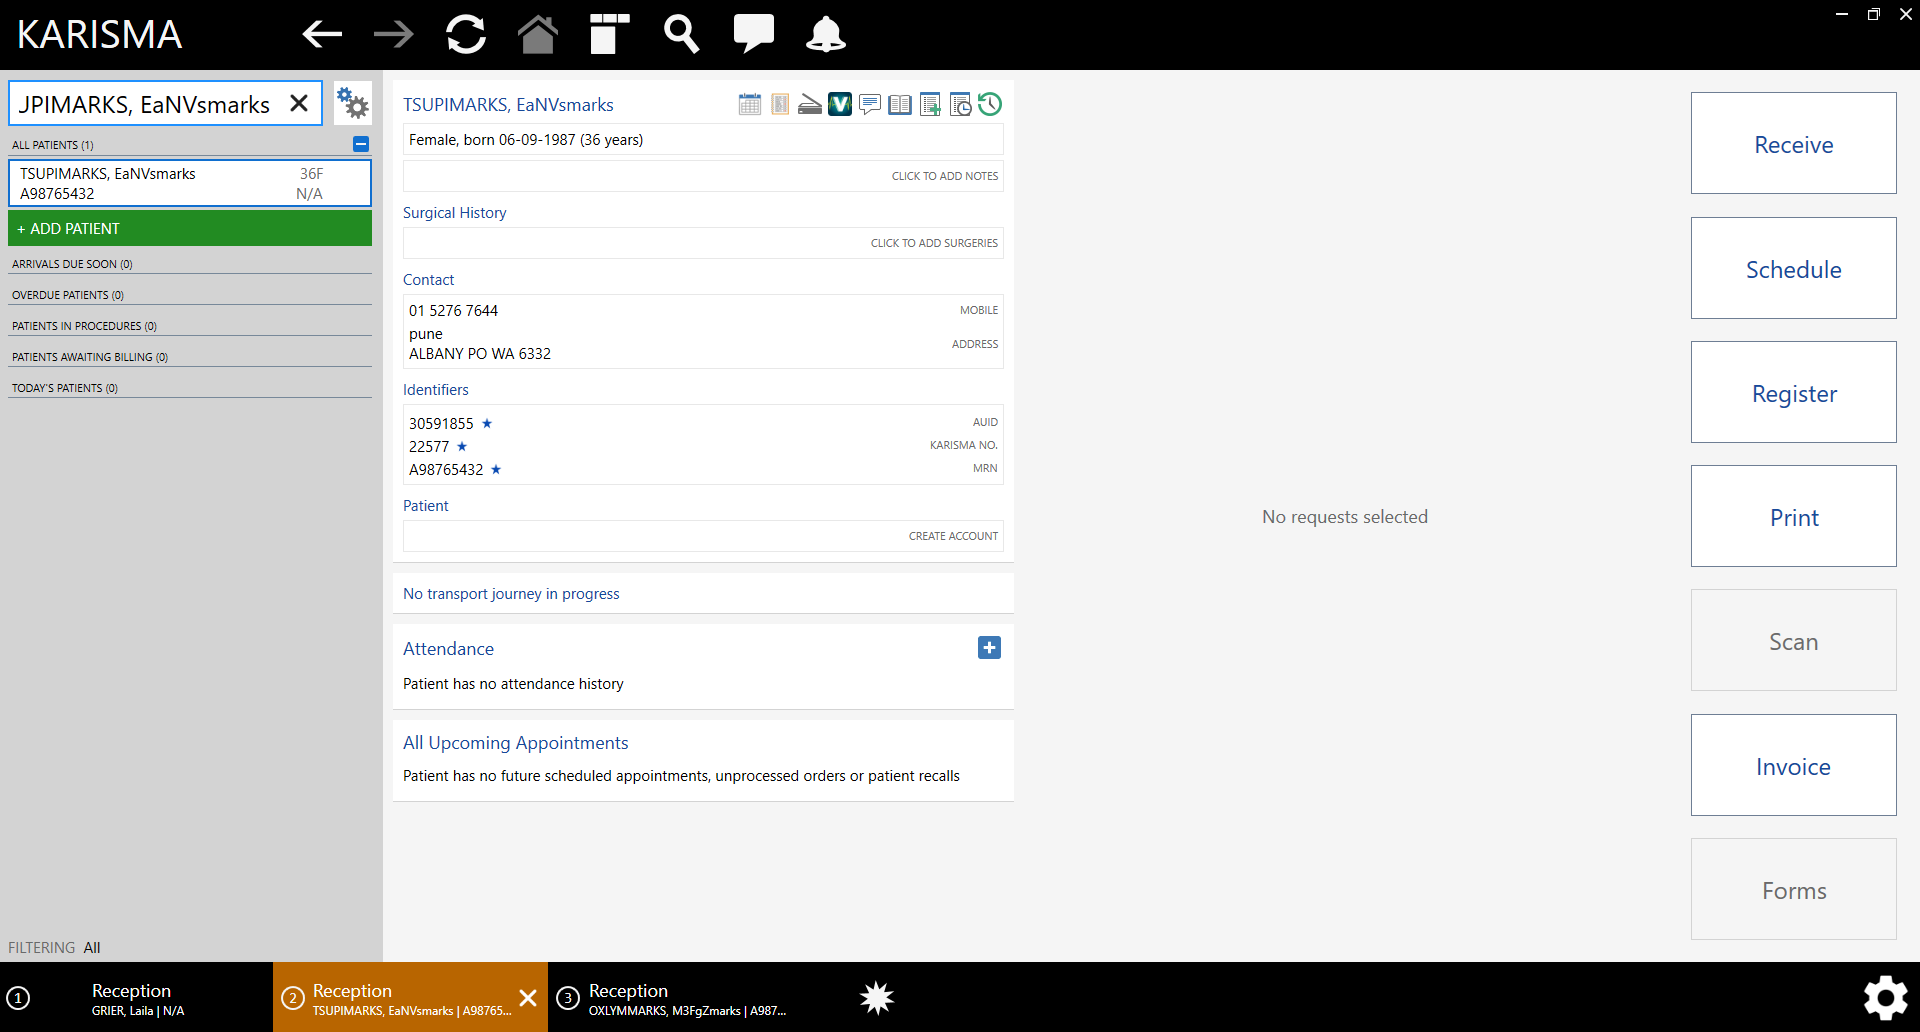 KARISMA
JPIMARKS, EaNVsmarks
ALL PATIENTS (1)
TSUPIMARKS, EaNVsmarks 36F
A98765432 N/A
+ ADD PATIENT
ARRIVALS DUE SOON (0)
OVERDUE PATIENTS (0)
PATIENTS IN PROCEDURES (0)
PATIENTS AWAITING BILLING (0)
TODAY'S PATIENTS (0)
FILTERING All
TSUPIMARKS, EaNVsmarks
V
Female, born 06-09-1987 (36 years)
CLICK TO ADD NOTES
Surgical History
CLICK TO ADD SURGERIES
Contact
01 5276 7644 MOBILE
pune
ALBANY PO WA 6332 ADDRESS
Identifiers
30591855 ★ AUID
22577 ★ KARISMA NO.
A98765432 ★ MRN
Patient
CREATE ACCOUNT
No transport journey in progress
Attendance
Patient has no attendance history
All Upcoming Appointments
Patient has no future scheduled appointments, unprocessed orders or patient recalls
No requests selected
Receive
Schedule
Register
Print
Scan
Invoice
Forms
1 Reception
GRIER, Laila | N/A
2 Reception
TSUPIMARKS, EaNVsmarks | A98765...
3 Reception
OXLYMMARKS, M3FgZmarks | A987...